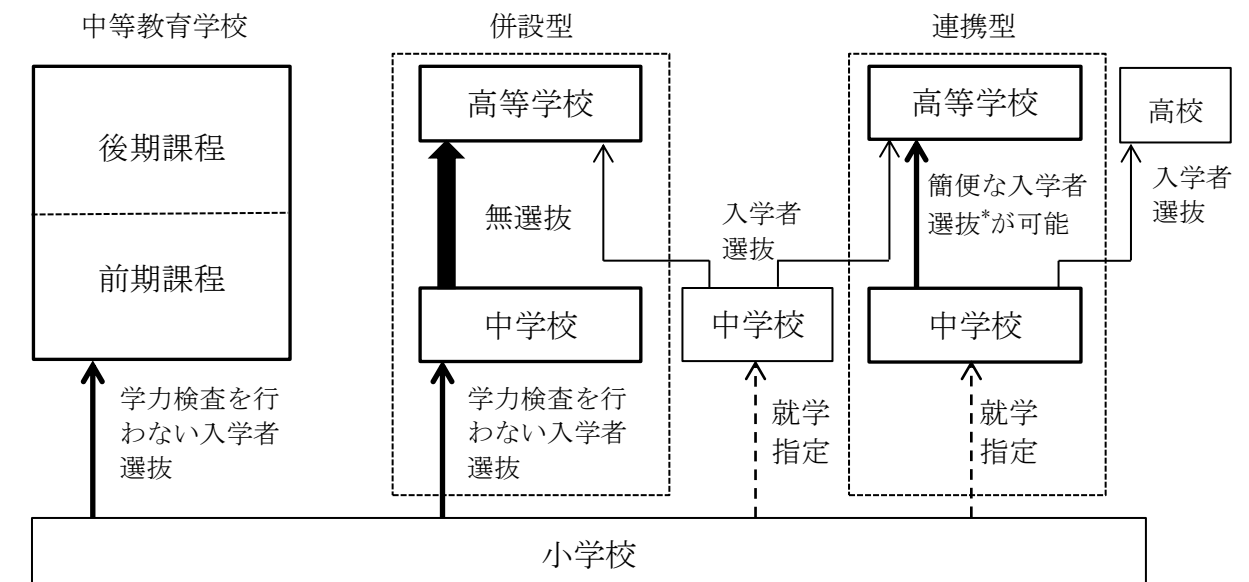 中等教育学校
併設型
連携型
後期課程
前期課程
高等学校
高等学校
高校
無選抜
入学者
選抜
簡便な入学者
選抜*が可能
入学者
選抜
中学校
中学校
中学校
学力検査を行
わない入学者
選抜
学力検査を行
わない入学者
選抜
就学
指定
就学
指定
小学校